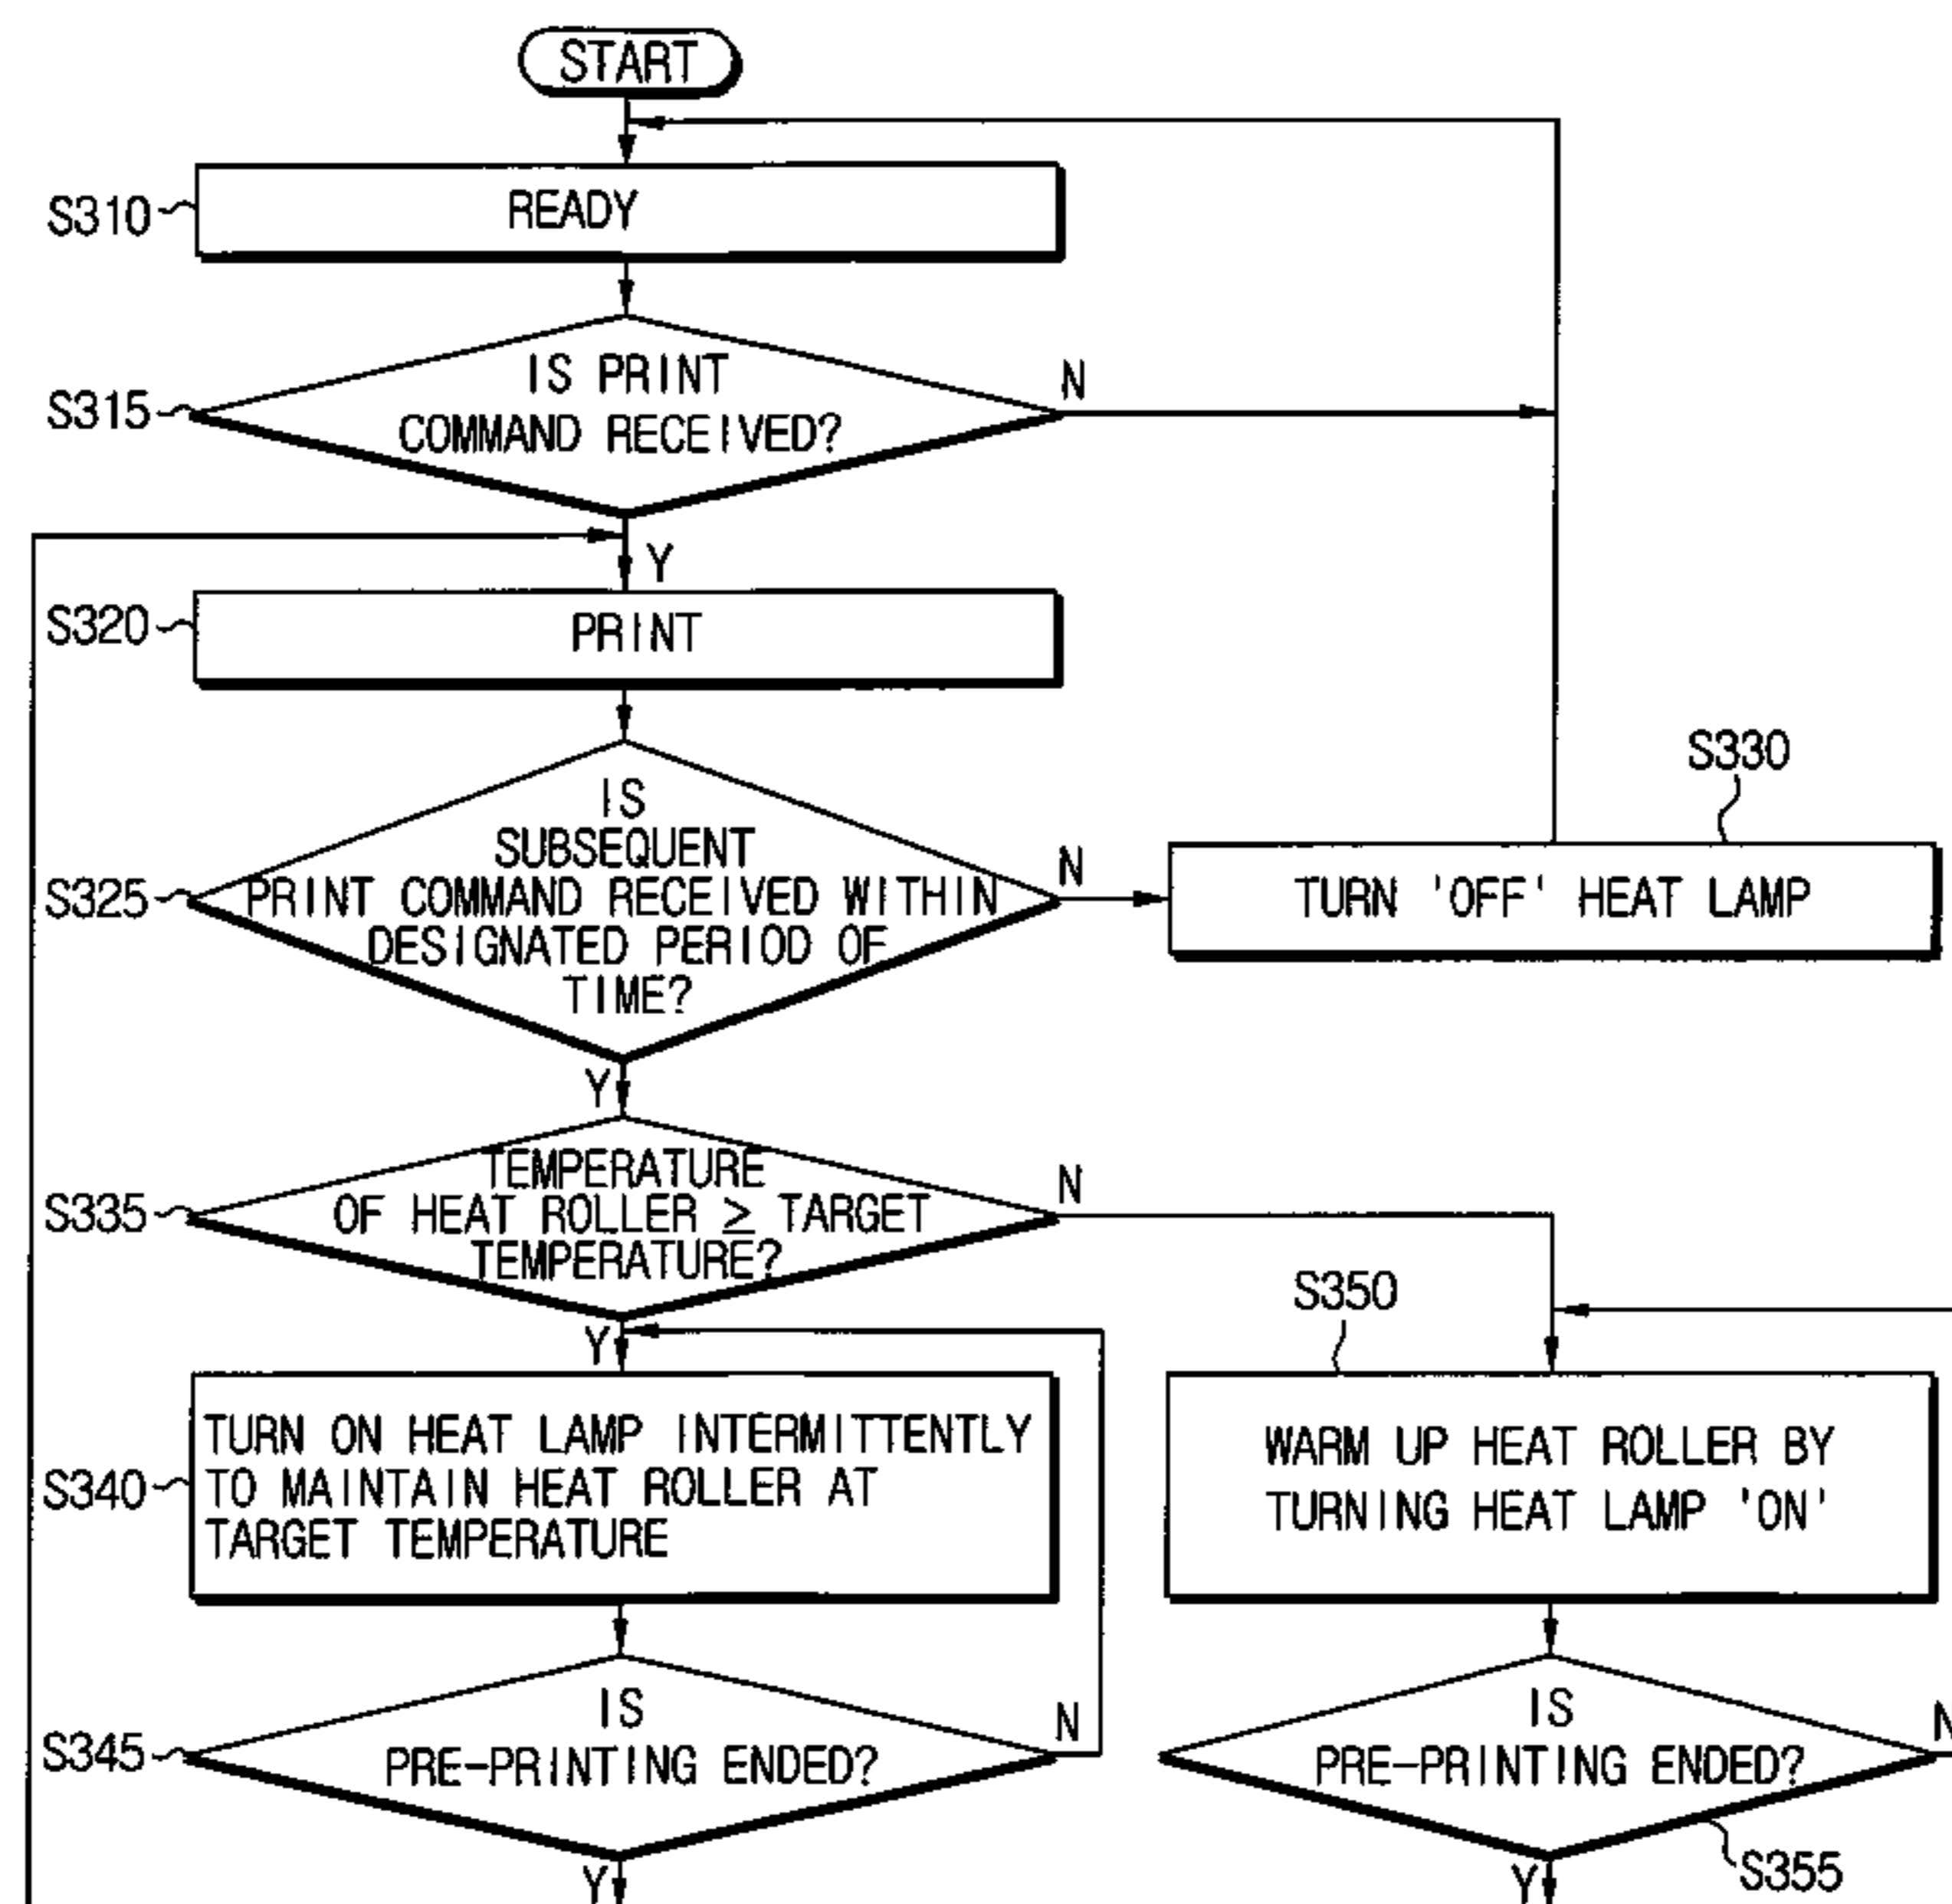 START
S310
READY
S315
IS PRINT
COMMAND RECEIVED?
N
Y
S320
PRINT
S325
IS
SUBSEQUENT
PRINT COMMAND RECEIVED WITHIN
DESIGNATED PERIOD OF
TIME?
N
S330
TURN 'OFF' HEAT LAMP
Y
S335
TEMPERATURE
OF HEAT ROLLER ≥ TARGET
TEMPERATURE?
N
Y
S340
TURN ON HEAT LAMP INTERMITTENTLY
TO MAINTAIN HEAT ROLLER AT
TARGET TEMPERATURE
S350
WARM UP HEAT ROLLER BY
TURNING HEAT LAMP 'ON'
S345
IS
PRE-PRINTING ENDED?
N
Y
IS
PRE-PRINTING ENDED?
N
S355
Y